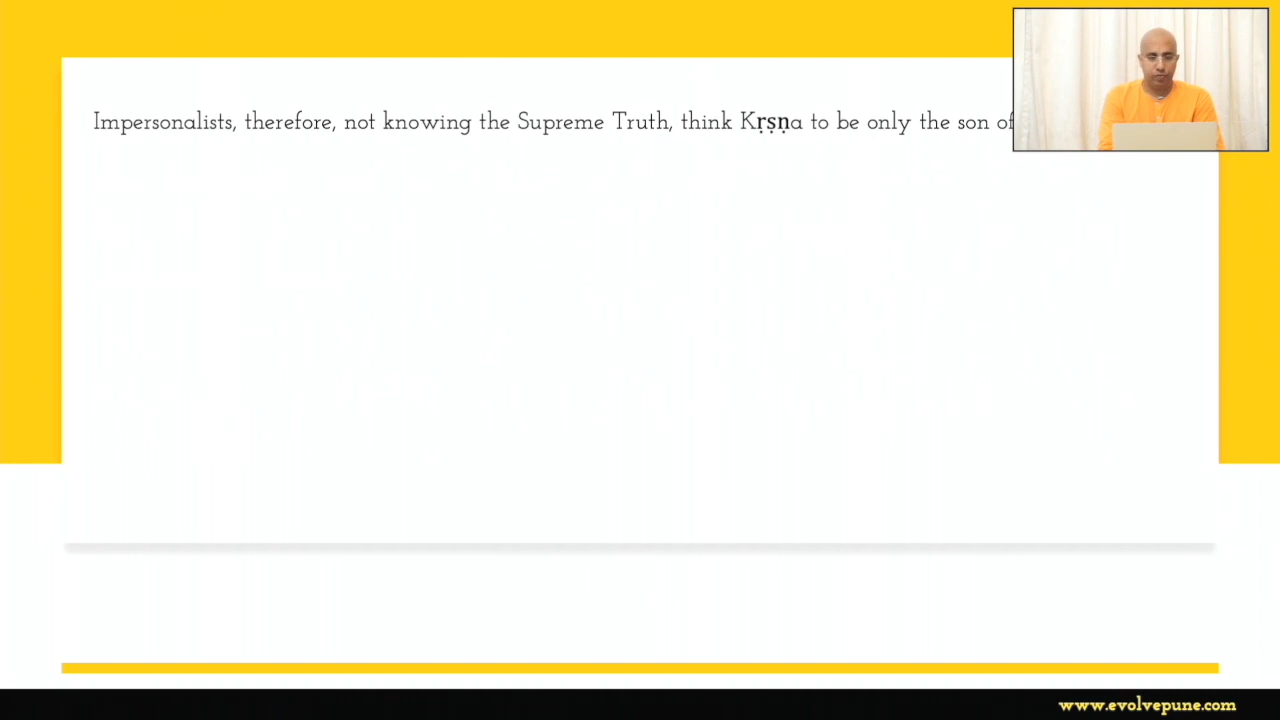 Impersonalists, therefore, not knowing the Supreme Truth, think Kṛṣṇa to be only the son of
www.evolvepune.com